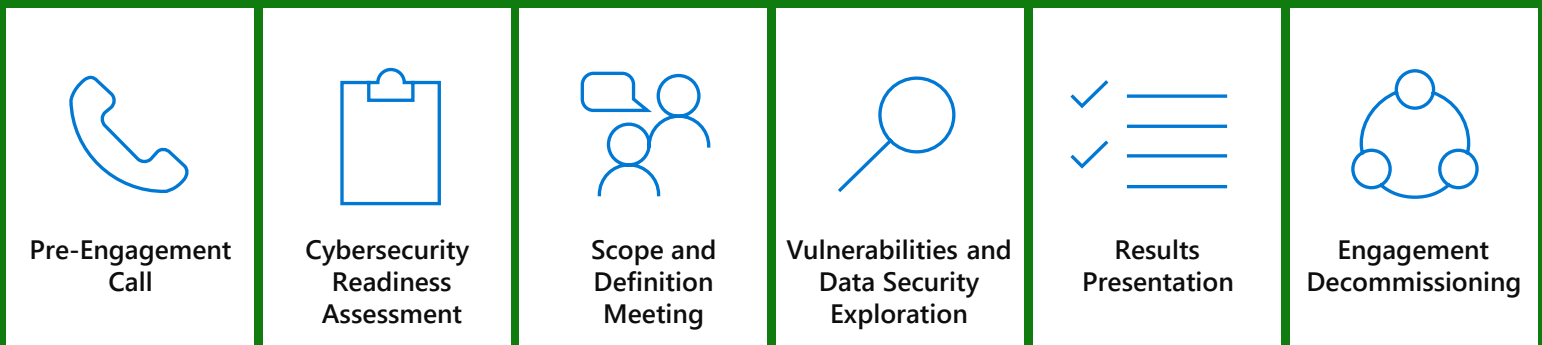 Pre-Engagement
Call
Cybersecurity
Readiness
Assessment
Scope and
Definition
Meeting
Vulnerabilities and
Data Security
Exploration
Results
Presentation
Engagement
Decommissioning